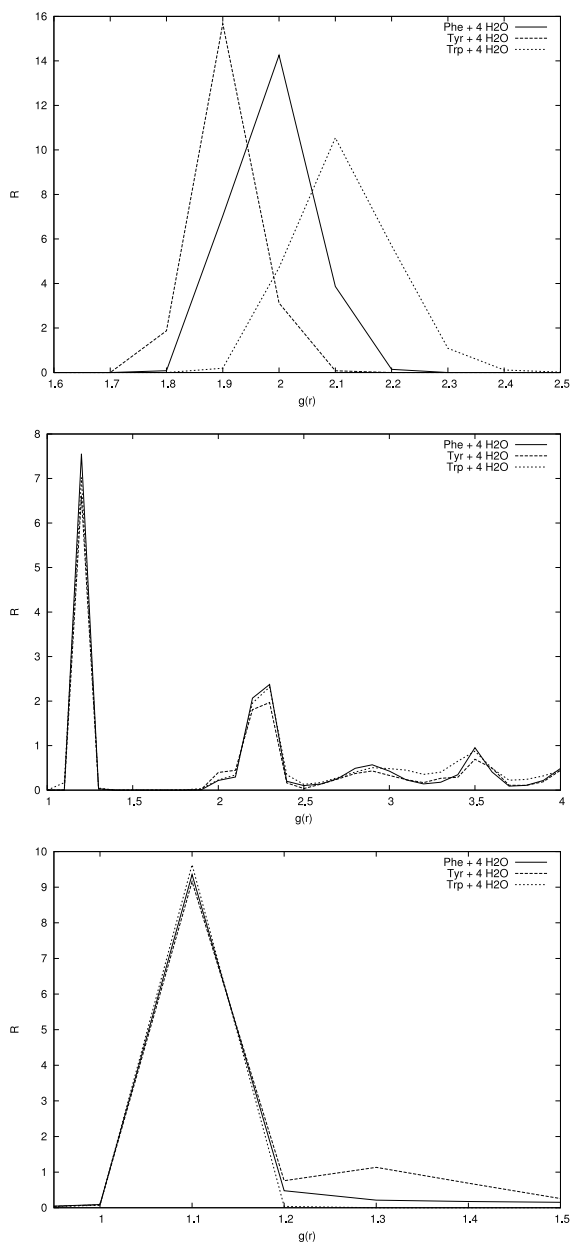 16
14
12
10
8
6
4
2
0
R
Phe + 4 H2O
Tyr + 4 H2O
Trp + 4 H2O
1.6 1.7 1.8 1.9 2 2.1 2.2 2.3 2.4 2.5
g(r)
8
7
6
5
4
3
2
1
0
R
Phe + 4 H2O
Tyr + 4 H2O
Trp + 4 H2O
1 1.5 2 2.5 3 3.5 4
g(r)
10
9
8
7
6
5
4
3
2
1
0
R
Phe + 4 H2O
Tyr + 4 H2O
Trp + 4 H2O
1 1.1 1.2 1.3 1.4 1.5
g(r)